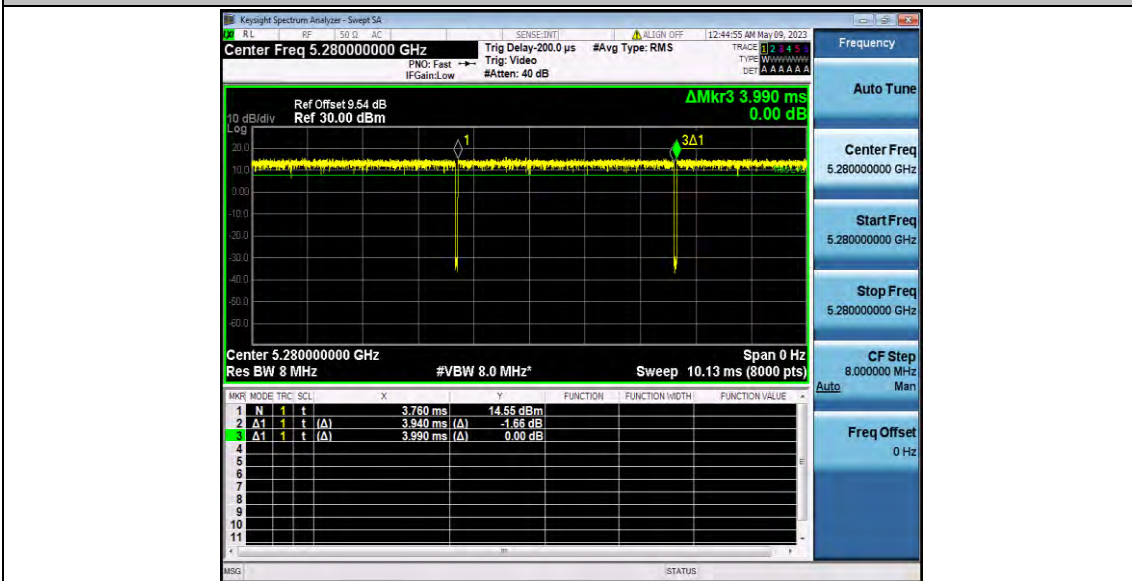 Keysight Spectrum Analyzer - Swept SA
RL RF 50 Ω AC SENSE:INT ALIGN OFF 12:44:55 AM May 09, 2023
Center Freq 5.280000000 GHz
PNO: Fast
IFGain:Low
Trig Delay-200.0 µs
Trig: Video
#Atten: 40 dB
#Avg Type: RMS
TRACE 1 2 3 4 5 6
TYPE
DET A A A A A A
ΔMkr3 3.990 ms
0.00 dB
10 dB/div
Log
Ref Offset 9.54 dB
Ref 30.00 dBm
1
3Δ1
20.0
10.0
0.00
-10.0
-20.0
-30.0
-40.0
-50.0
-60.0
Center 5.280000000 GHz Span 0 Hz
Res BW 8 MHz #VBW 8.0 MHz* Sweep 10.13 ms (8000 pts)
MKR MODE TRC SCL X Y FUNCTION FUNCTION WIDTH FUNCTION VALUE
1 N 1 t 3.760 ms 14.55 dBm
2 Δ1 1 t (Δ) 3.940 ms (Δ) -1.66 dB
3 Δ1 1 t (Δ) 3.990 ms (Δ) 0.00 dB
4
5
6
7
8
9
10
11
MSG STATUS
Frequency
Auto Tune
Center Freq
5.280000000 GHz
Start Freq
5.280000000 GHz
Stop Freq
5.280000000 GHz
CF Step
8.000000 MHz
Auto Man
Freq Offset
0 Hz